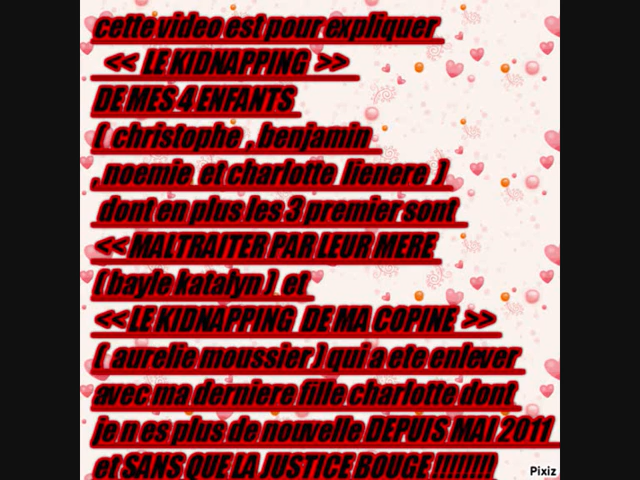 cette video est pour expliquer
<< LE KIDNAPPING >>
DE MES 4 ENFANTS
( christophe , benjamin
, noemie et charlotte lienere )
dont en plus les 3 premier sont
<< MALTRAITER PAR LEUR MERE
( bayle katalyn ) et
<< LE KIDNAPPING DE MA COPINE >>
( aurelie moussier ) qui a ete enlever
avec ma derniere fille charlotte dont
je n es plus de nouvelle DEPUIS MAI 2011
et SANS QUE LA JUSTICE BOUGE !!!!!!!!!
Pixiz